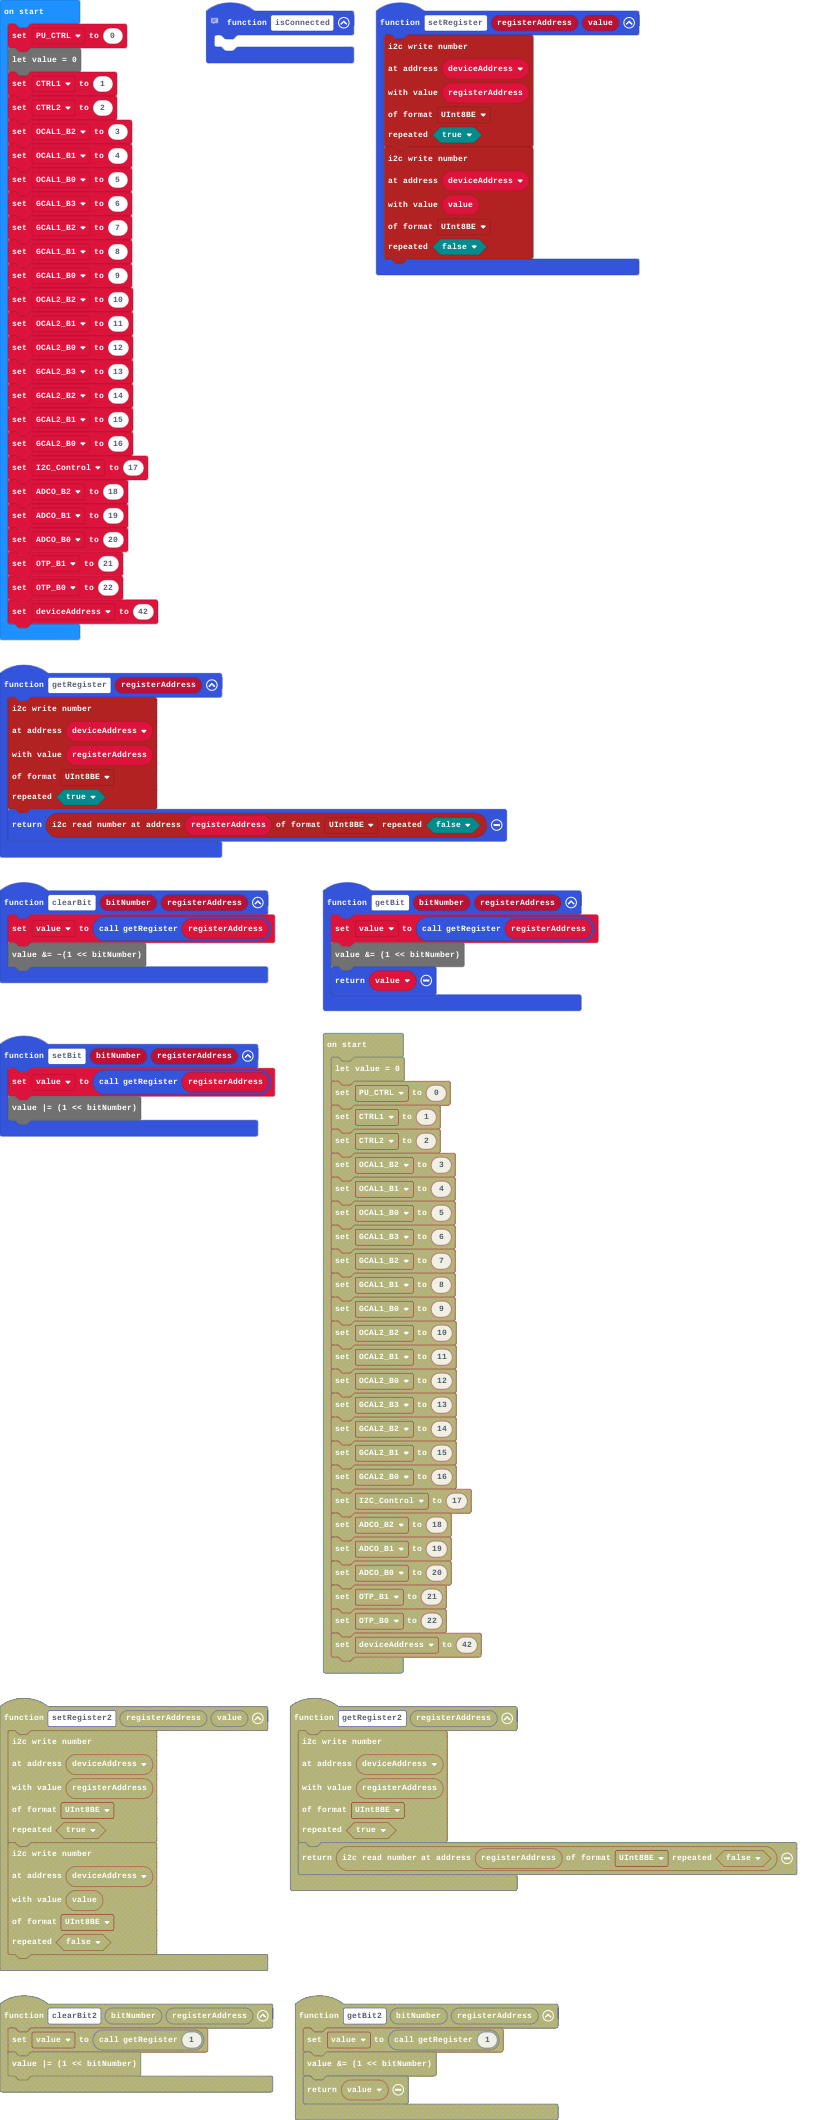 on start
set PU_CTRL to 0
let value = 0
set CTRL1 to 1
set CTRL2 to 2
set OCAL1_B2 to 3
set OCAL1_B1 to 4
set OCAL1_B0 to 5
set GCAL1_B3 to 6
set GCAL1_B2 to 7
set GCAL1_B1 to 8
set GCAL1_B0 to 9
set OCAL2_B2 to 10
set OCAL2_B1 to 11
set OCAL2_B0 to 12
set GCAL2_B3 to 13
set GCAL2_B2 to 14
set GCAL2_B1 to 15
set GCAL2_B0 to 16
set I2C_Control to 17
set ADCO_B2 to 18
set ADCO_B1 to 19
set ADCO_B0 to 20
set OTP_B1 to 21
set OTP_B0 to 22
set deviceAddress to 42
function isConnected
function setRegister registerAddress value
i2c write number
at address deviceAddress
with value registerAddress
of format UInt8BE
repeated true
i2c write number
at address deviceAddress
with value value
of format UInt8BE
repeated false
function getRegister registerAddress
i2c write number
at address deviceAddress
with value registerAddress
of format UInt8BE
repeated true
return i2c read number at address registerAddress of format UInt8BE repeated false
function clearBit bitNumber registerAddress
set value to call getRegister registerAddress
value &= ~(1 << bitNumber)
function getBit bitNumber registerAddress
set value to call getRegister registerAddress
value &= (1 << bitNumber)
return value
function setBit bitNumber registerAddress
set value to call getRegister registerAddress
value |= (1 << bitNumber)
on start
let value = 0
set PU_CTRL to 0
set CTRL1 to 1
set CTRL2 to 2
set OCAL1_B2 to 3
set OCAL1_B1 to 4
set OCAL1_B0 to 5
set GCAL1_B3 to 6
set GCAL1_B2 to 7
set GCAL1_B1 to 8
set GCAL1_B0 to 9
set OCAL2_B2 to 10
set OCAL2_B1 to 11
set OCAL2_B0 to 12
set GCAL2_B3 to 13
set GCAL2_B2 to 14
set GCAL2_B1 to 15
set GCAL2_B0 to 16
set I2C_Control to 17
set ADCO_B2 to 18
set ADCO_B1 to 19
set ADCO_B0 to 20
set OTP_B1 to 21
set OTP_B0 to 22
set deviceAddress to 42
function setRegister2 registerAddress value
i2c write number
at address deviceAddress
with value registerAddress
of format UInt8BE
repeated true
i2c write number
at address deviceAddress
with value value
of format UInt8BE
repeated false
function getRegister2 registerAddress
i2c write number
at address deviceAddress
with value registerAddress
of format UInt8BE
repeated true
return i2c read number at address registerAddress of format UInt8BE repeated false
function clearBit2 bitNumber registerAddress
set value to call getRegister 1
value |= (1 << bitNumber)
function getBit2 bitNumber registerAddress
set value to call getRegister 1
value &= (1 << bitNumber)
return value